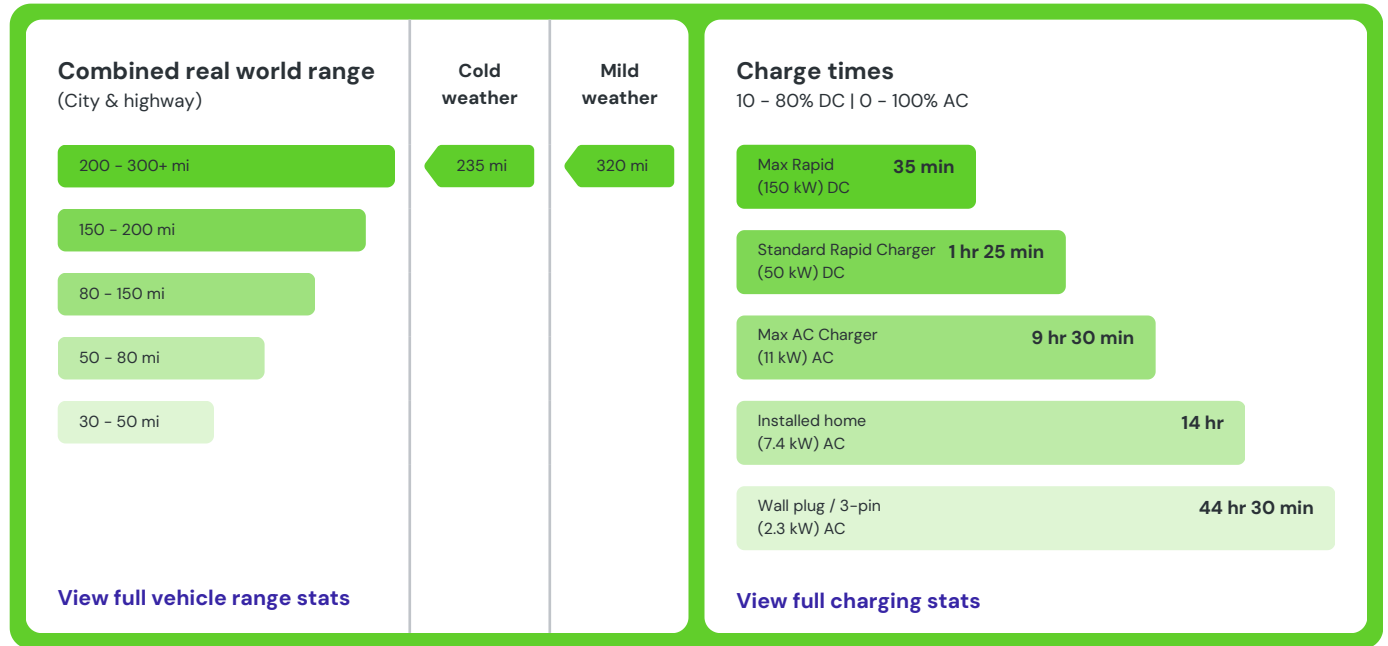 Combined real world range
(City & highway)
Cold
weather
Mild
weather
200 - 300+ mi
235 mi
320 mi
150 - 200 mi
80 - 150 mi
50 - 80 mi
30 - 50 mi
View full vehicle range stats
Charge times
10 - 80% DC | 0 - 100% AC
Max Rapid
(150 kW) DC
35 min
Standard Rapid Charger
(50 kW) DC
1 hr 25 min
Max AC Charger
(11 kW) AC
9 hr 30 min
Installed home
(7.4 kW) AC
14 hr
Wall plug / 3-pin
(2.3 kW) AC
44 hr 30 min
View full charging stats